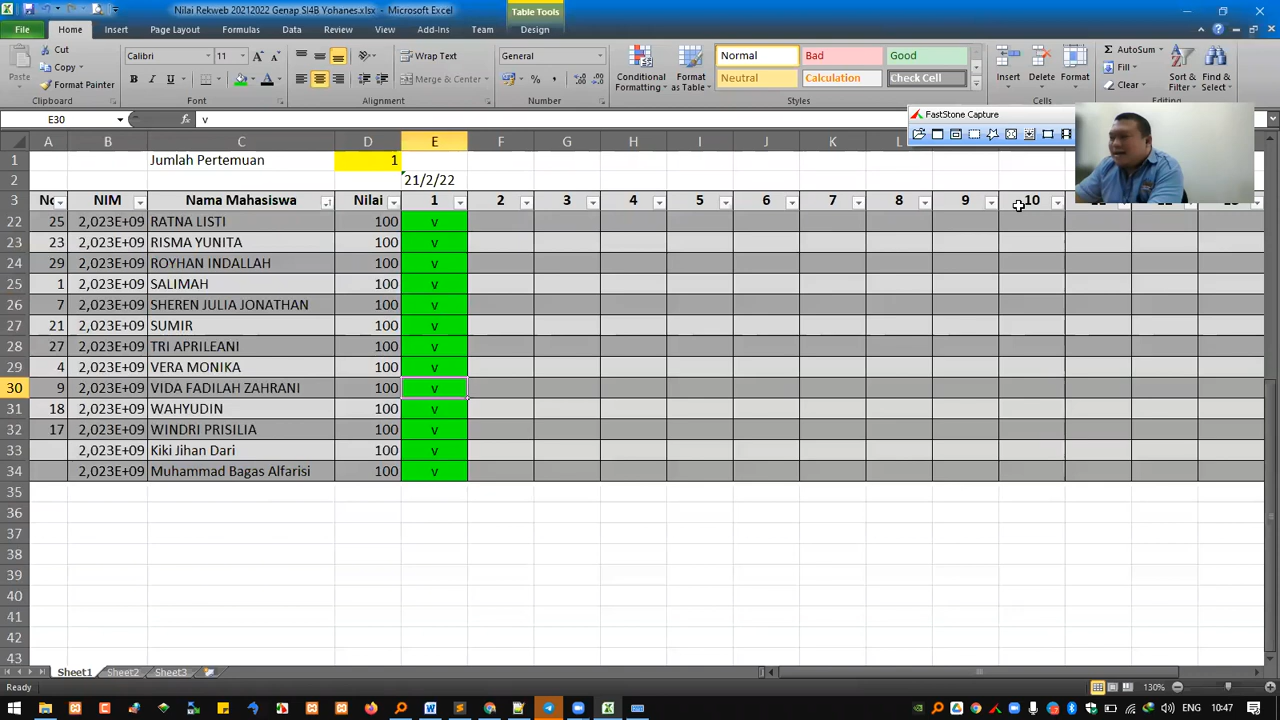 Nilai Rekweb 20212022 Genap SI4B Yohanes.xlsx - Microsoft Excel
Table Tools
File Home Insert Page Layout Formulas Data Review View Add-Ins Team Design
Paste
Cut
Copy
Format Painter
Clipboard
Calibri 11
Font
Wrap Text
Merge & Center
Alignment
General
Number
Conditional Formatting
Format as Table
Normal Bad Good
Neutral Calculation Check Cell
Styles
Insert Delete Format
Cells
AutoSum
Fill
Clear
Sort & Filter
Find & Select
E30 fx v
FastStone Capture
A B C D E F G H I J K L
1 Jumlah Pertemuan 1
2 21/2/22
3 NIM Nama Mahasiswa Nilai 1 2 3 4 5 6 7 8 9 10
22 25 2,023E+09 RATNA LISTI 100 v
23 23 2,023E+09 RISMA YUNITA 100 v
24 29 2,023E+09 ROYHAN INDALLAH 100 v
25 1 2,023E+09 SALIMAH 100 v
26 7 2,023E+09 SHEREN JULIA JONATHAN 100 v
27 21 2,023E+09 SUMIR 100 v
28 27 2,023E+09 TRI APRILEANI 100 v
29 4 2,023E+09 VERA MONIKA 100 v
30 9 2,023E+09 VIDA FADILAH ZAHRANI 100 v
31 18 2,023E+09 WAHYUDIN 100 v
32 17 2,023E+09 WINDRI PRISILIA 100 v
33 2,023E+09 Kiki Jihan Dari 100 v
34 2,023E+09 Muhammad Bagas Alfarisi 100 v
35
36
37
38
39
40
41
42
43
Sheet1 Sheet2 Sheet3
Ready 130%
10:47